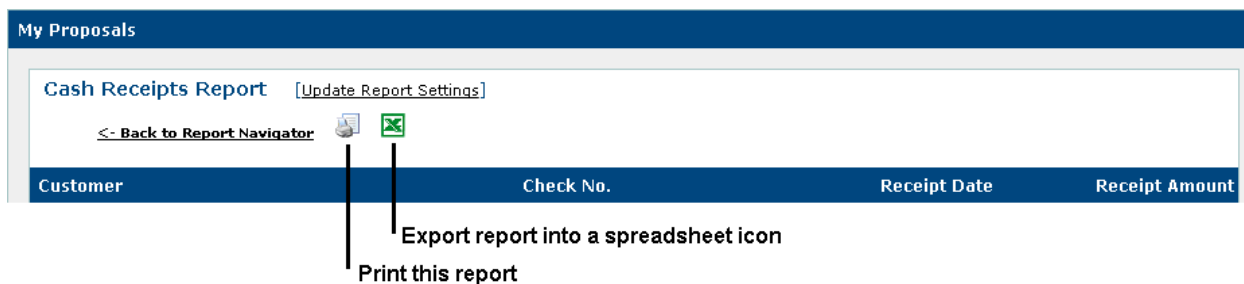 My Proposals
Cash Receipts Report [Update Report Settings]
<- Back to Report Navigator
Customer Check No. Receipt Date Receipt Amount
Export report into a spreadsheet icon
Print this report